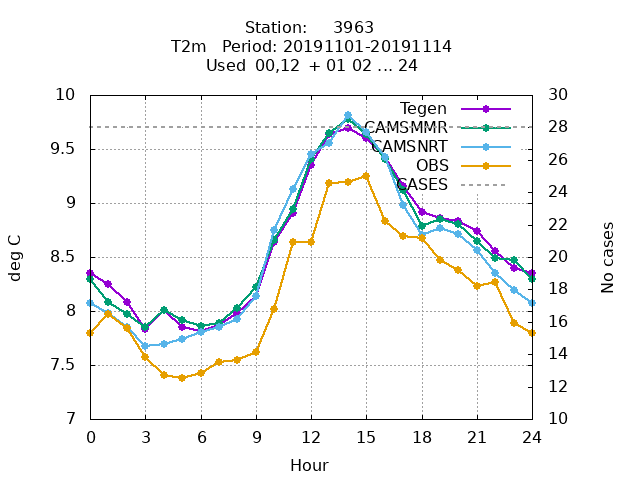 Station: 3963
T2m Period: 20191101-20191114
Used 00,12 + 01 02 ... 24
10
9.5
9
8.5
8
7.5
7
deg C
30
28
26
24
22
20
18
16
14
12
10
No cases
Tegen
CAMSMMR
CAMSNRT
OBS
CASES
0 3 6 9 12 15 18 21 24
Hour